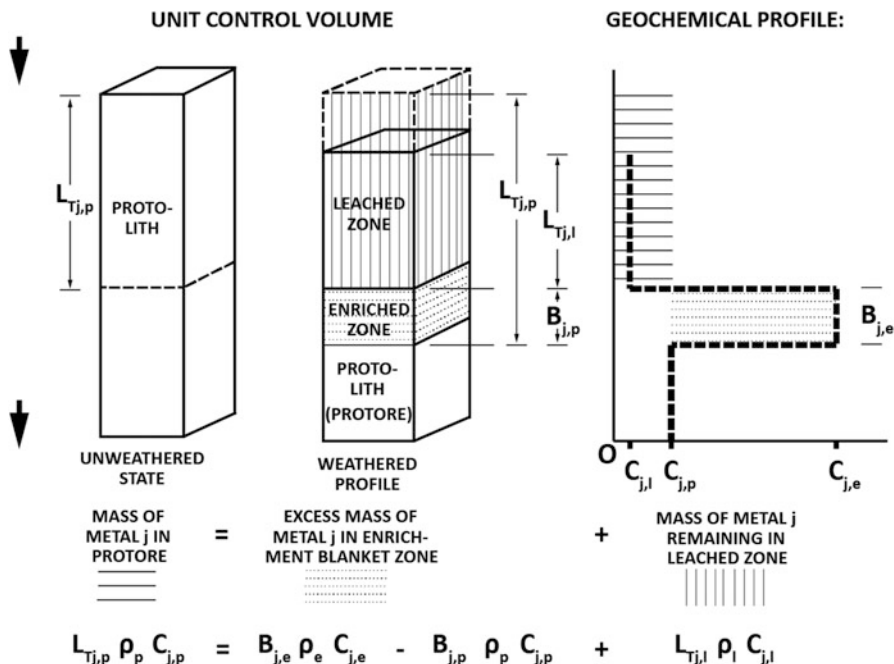 UNIT CONTROL VOLUME
GEOCHEMICAL PROFILE:
L_Tj,p
PROTO-
LITH
LEACHED
ZONE
ENRICHED
ZONE
PROTO-
LITH
(PROTORE)
L_Tj,p
L_Tj,l
B_j,p
B_j,e
O
C_j,l
C_j,p
C_j,e
UNWEATHERED
STATE
WEATHERED
PROFILE
MASS OF
METAL j IN
PROTORE
=
EXCESS MASS OF
METAL j IN ENRICH-
MENT BLANKET ZONE
+
MASS OF METAL j
REMAINING IN
LEACHED ZONE
L_Tj,p ρ_p C_j,p = B_j,e ρ_e C_j,e - B_j,p ρ_p C_j,p + L_Tj,l ρ_l C_j,l